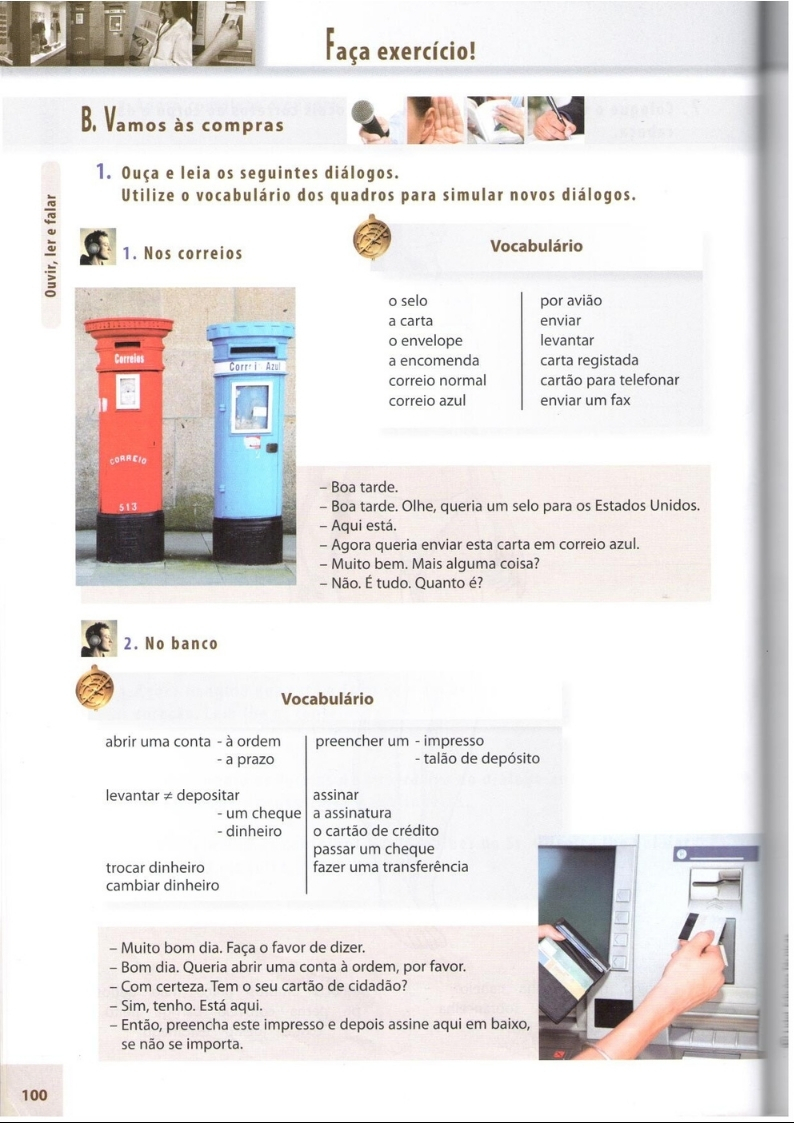 Faça exercício!
B. Vamos às compras
Ouvir, ler e falar
1. Ouça e leia os seguintes diálogos.
Utilize o vocabulário dos quadros para simular novos diálogos.
1. Nos correios
Vocabulário
o selo
a carta
o envelope
a encomenda
correio normal
correio azul
por avião
enviar
levantar
carta registada
cartão para telefonar
enviar um fax
Correios
CORREIO
513
Correio Azul
– Boa tarde.
– Boa tarde. Olhe, queria um selo para os Estados Unidos.
– Aqui está.
– Agora queria enviar esta carta em correio azul.
– Muito bem. Mais alguma coisa?
– Não. É tudo. Quanto é?
2. No banco
Vocabulário
abrir uma conta - à ordem
- a prazo
levantar ≠ depositar
- um cheque
- dinheiro
trocar dinheiro
cambiar dinheiro
preencher um - impresso
- talão de depósito
assinar
a assinatura
o cartão de crédito
passar um cheque
fazer uma transferência
– Muito bom dia. Faça o favor de dizer.
– Bom dia. Queria abrir uma conta à ordem, por favor.
– Com certeza. Tem o seu cartão de cidadão?
– Sim, tenho. Está aqui.
– Então, preencha este impresso e depois assine aqui em baixo,
se não se importa.
100